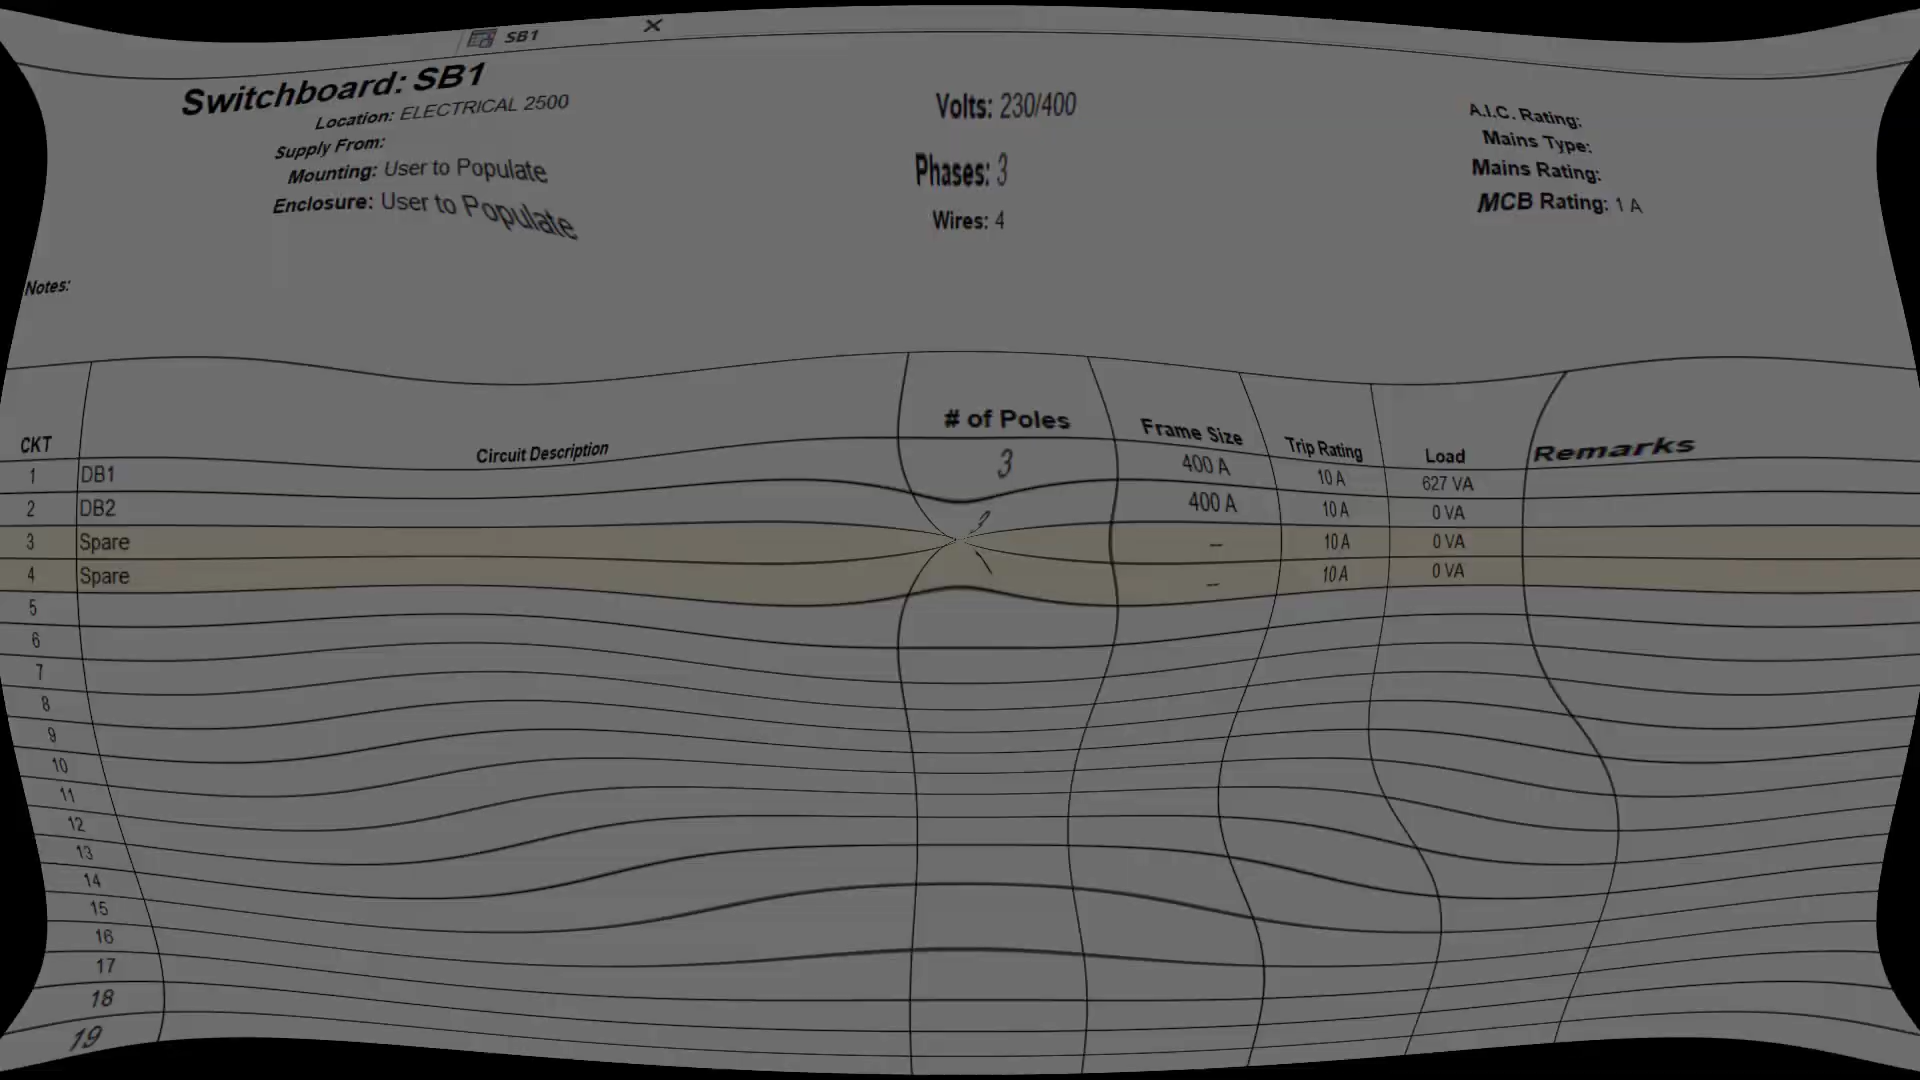 SB1
Switchboard: SB1
Location: ELECTRICAL 2500
Supply From:
Mounting: User to Populate
Enclosure: User to Populate
Volts: 230/400
Phases: 3
Wires: 4
A.I.C. Rating:
Mains Type:
Mains Rating:
MCB Rating: 1 A
Notes:
CKT Circuit Description # of Poles Frame Size Trip Rating Load Remarks
1 DB1 3 400 A 10 A 627 VA
2 DB2 400 A 10 A 0 VA
3 Spare -- 10 A 0 VA
4 Spare -- 10 A 0 VA
5
6
7
8
9
10
11
12
13
14
15
16
17
18
19